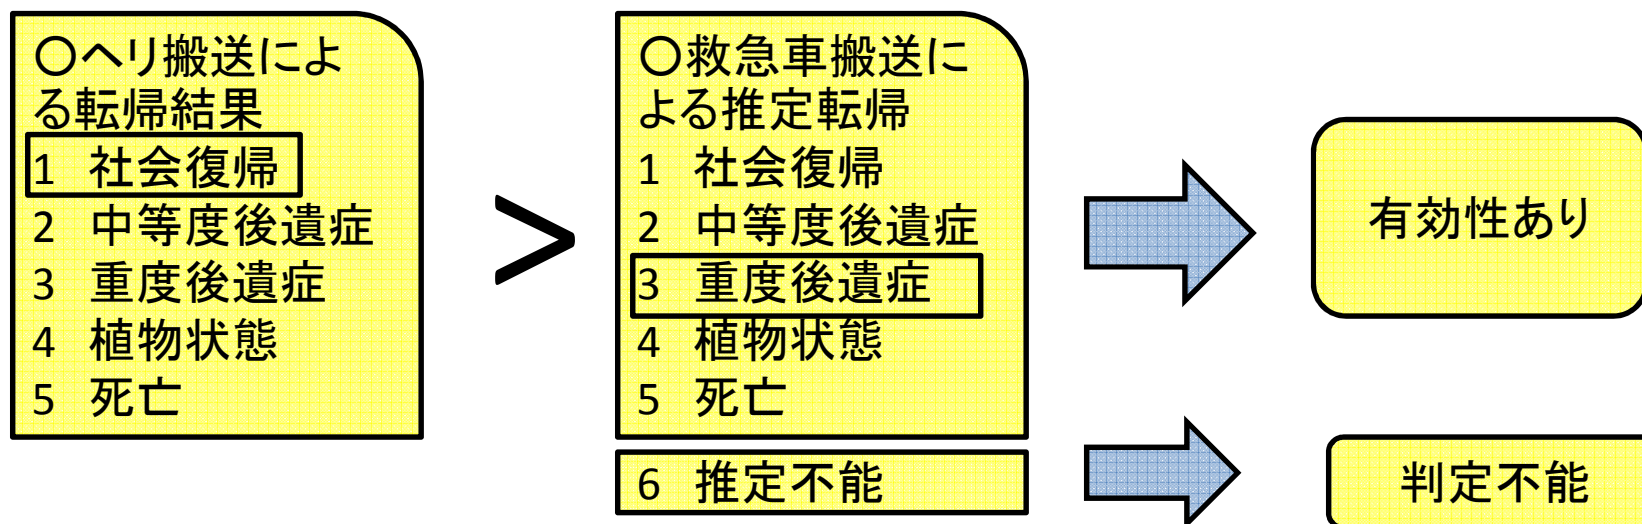 〇ヘリ搬送によ
る転帰結果
1 社会復帰
2 中等度後遺症
3 重度後遺症
4 植物状態
5 死亡
>
〇救急車搬送に
よる推定転帰
1 社会復帰
2 中等度後遺症
3 重度後遺症
4 植物状態
5 死亡
6 推定不能
有効性あり
判定不能